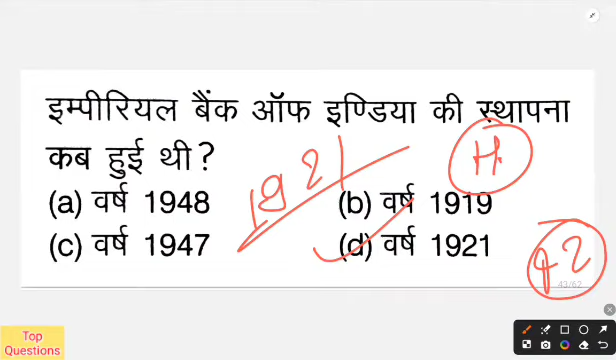 इम्पीरियल बैंक ऑफ इण्डिया की स्थापना
कब हुई थी?
1921
H
(a) वर्ष 1948
(b) वर्ष 1919
(c) वर्ष 1947
(d) वर्ष 1921
42
43/62
Top
Questions